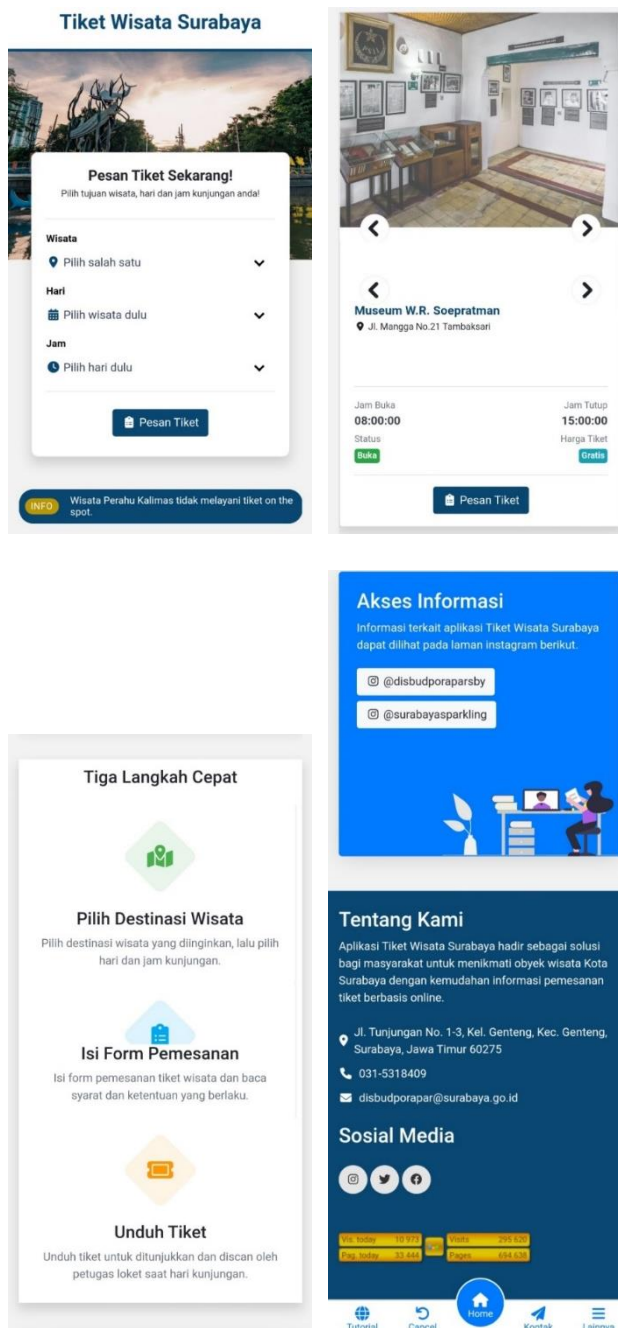 Tiket Wisata Surabaya
Pesan Tiket Sekarang!
Pilih tujuan wisata, hari dan jam kunjungan anda!
Wisata
Pilih salah satu
Hari
Pilih wisata dulu
Jam
Pilih hari dulu
Pesan Tiket
INFO
Wisata Perahu Kalimas tidak melayani tiket on the
spot.
Museum W.R. Soepratman
Jl. Mangga No.21 Tambaksari
Jam Buka
Jam Tutup
08:00:00
15:00:00
Status
Harga Tiket
Buka
Gratis
Pesan Tiket
Tiga Langkah Cepat
Pilih Destinasi Wisata
Pilih destinasi wisata yang diinginkan, lalu pilih
hari dan jam kunjungan.
Isi Form Pemesanan
Isi form pemesanan tiket wisata dan baca
syarat dan ketentuan yang berlaku.
Unduh Tiket
Unduh tiket untuk ditunjukkan dan discan oleh
petugas loket saat hari kunjungan.
Akses Informasi
Informasi terkait aplikasi Tiket Wisata Surabaya
dapat dilihat pada laman instagram berikut.
@disbudporaparsby
@surabayasparkling
Tentang Kami
Aplikasi Tiket Wisata Surabaya hadir sebagai solusi
bagi masyarakat untuk menikmati obyek wisata Kota
Surabaya dengan kemudahan informasi pemesanan
tiket berbasis online.
Jl. Tunjungan No. 1-3, Kel. Genteng, Kec. Genteng,
Surabaya, Jawa Timur 60275
031-5318409
disbudporapar@surabaya.go.id
Sosial Media
Vis. today 10 973 Visits 295 620
Pag. today 33 444 Pages 694 638
Tutorial
Cancel
Home
Kontak
Lainnya